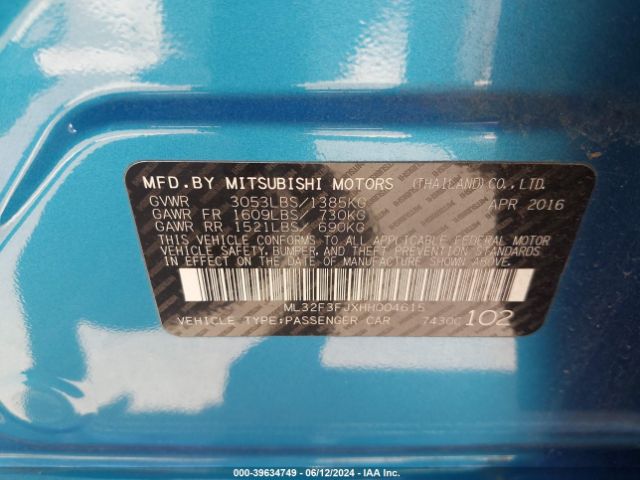 MFD.BY MITSUBISHI MOTORS (THAILAND)CO.,LTD.
GVWR 3053LBS/1385KG APR 2016
GAWR FR 1609LBS/ 730KG
GAWR RR 1521LBS/ 690KG
THIS VEHICLE CONFORMS TO ALL APPLICABLE FEDERAL MOTOR
VEHICLE SAFETY, BUMPER, AND THEFT PREVENTION STANDARDS
IN EFFECT ON THE DATE OF MANUFACTURE SHOWN ABOVE.
ML32F3FJXHH004615
VEHICLE TYPE:PASSENGER CAR 7430C 102
000-39634749 - 06/12/2024 - IAA Inc.